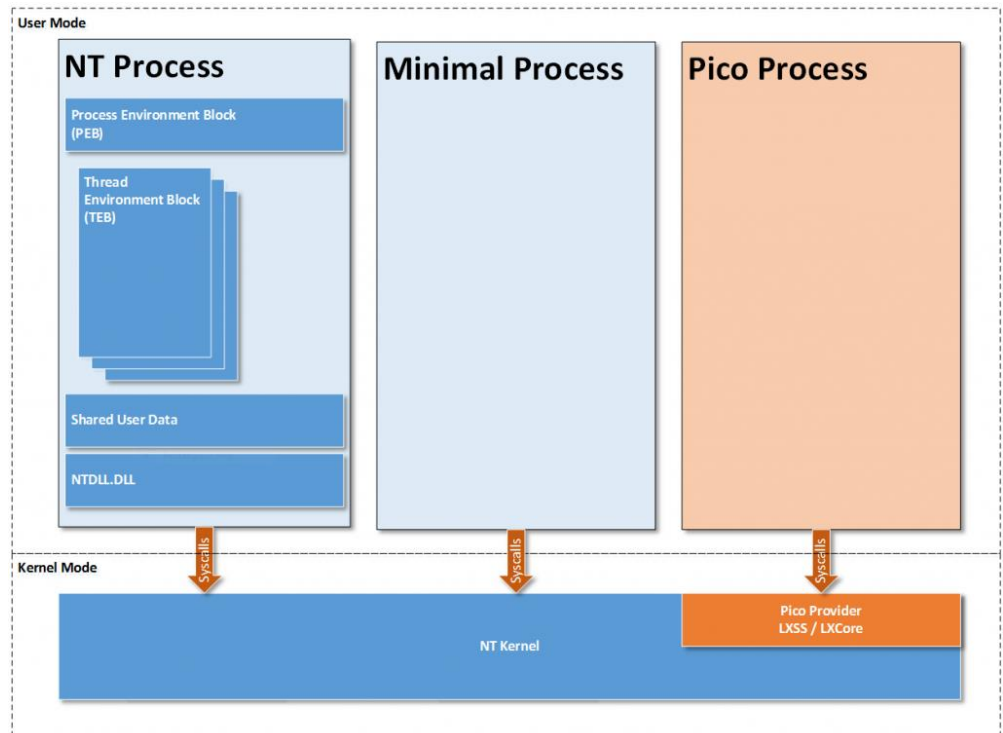 User Mode
NT Process
Process Environment Block
(PEB)
Thread
Environment Block
(TEB)
Shared User Data
NTDLL.DLL
Minimal Process
Pico Process
Syscalls
Syscalls
Syscalls
Kernel Mode
NT Kernel
Pico Provider
LXSS / LXCore